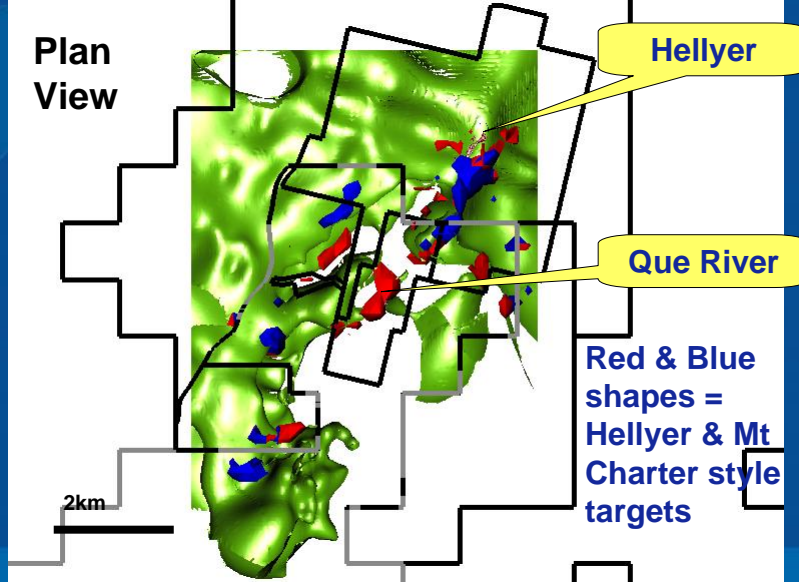 Plan
View
Hellyer
Que River
Red & Blue
shapes =
Hellyer & Mt
Charter style
targets
2km